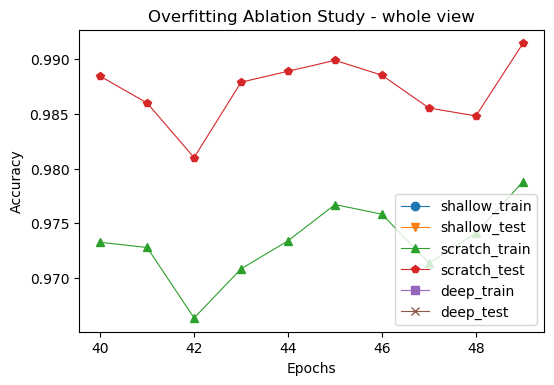 Overfitting Ablation Study - whole view
Accuracy
0.990
0.985
0.980
0.975
0.970
shallow_train
shallow_test
scratch_train
scratch_test
deep_train
deep_test
40
42
44
46
48
Epochs